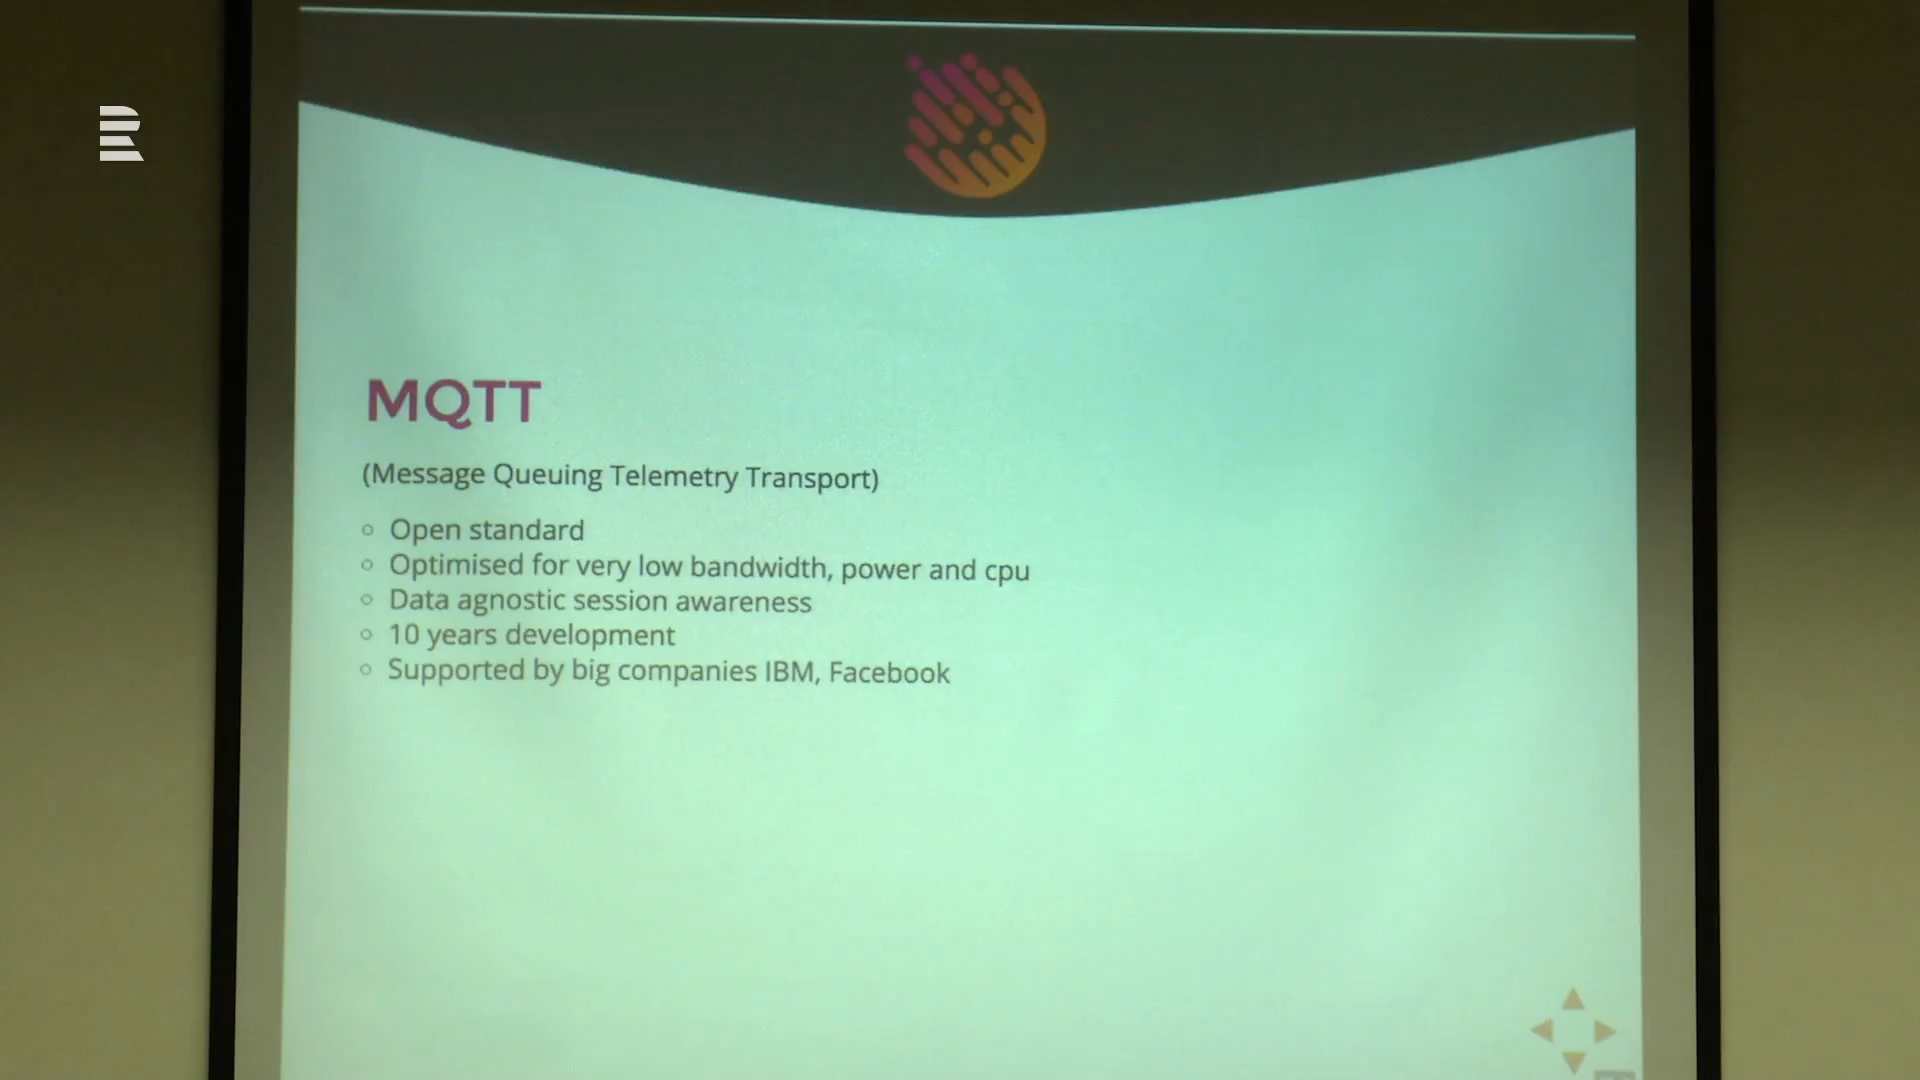 MQTT
(Message Queuing Telemetry Transport)
Open standard
Optimised for very low bandwidth, power and cpu
Data agnostic session awareness
10 years development
Supported by big companies IBM, Facebook